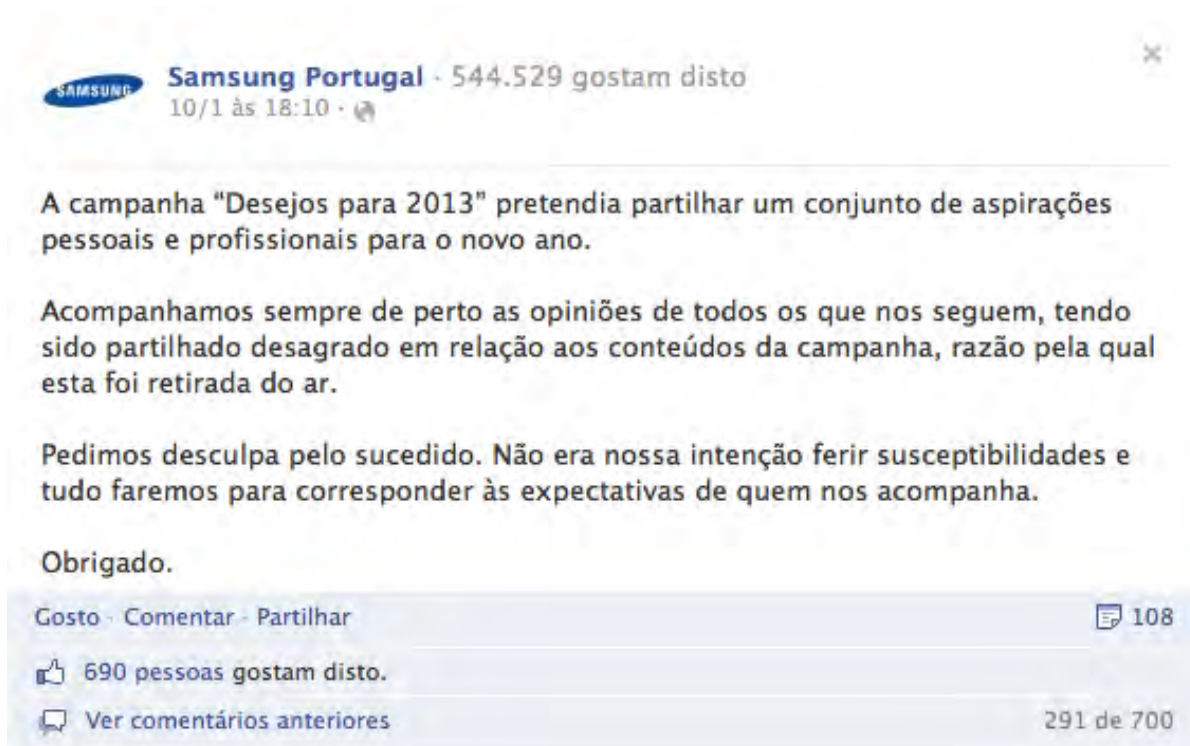 SAMSUNG
Samsung Portugal · 544.529 gostam disto
10/1 às 18:10 ·
A campanha “Desejos para 2013” pretendia partilhar um conjunto de aspirações
pessoais e profissionais para o novo ano.
Acompanhamos sempre de perto as opiniões de todos os que nos seguem, tendo
sido partilhado desagrado em relação aos conteúdos da campanha, razão pela qual
esta foi retirada do ar.
Pedimos desculpa pelo sucedido. Não era nossa intenção ferir susceptibilidades e
tudo faremos para corresponder às expectativas de quem nos acompanha.
Obrigado.
Gosto · Comentar · Partilhar 108
690 pessoas gostam disto.
Ver comentários anteriores 291 de 700